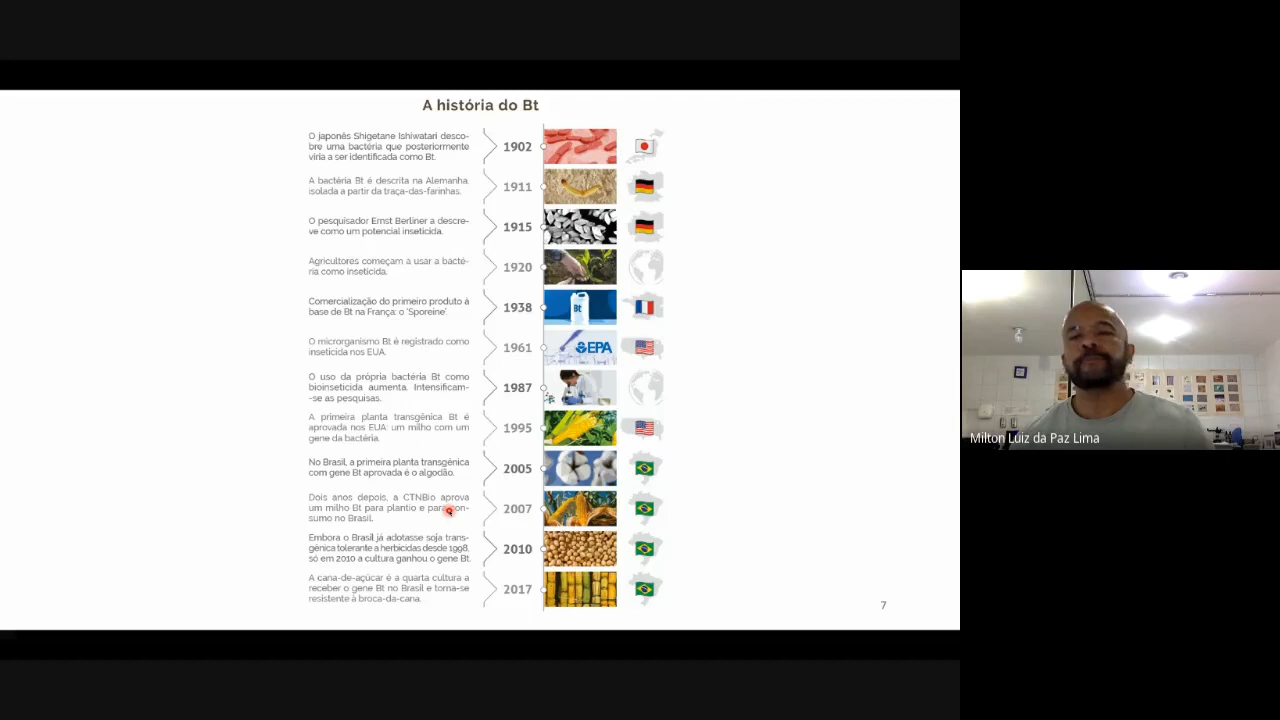 A história do Bt
O japonês Shigetane Ishiwatari desco-
bre uma bactéria que posteriormente
viria a ser identificada como Bt.
1902
A bactéria Bt é descrita na Alemanha,
isolada a partir da traça-das-farinhas.
1911
O pesquisador Ernst Berliner a descre-
ve como um potencial inseticida.
1915
Agricultores começam a usar a bacté-
ria como inseticida.
1920
Comercialização do primeiro produto à
base de Bt na França: o 'Sporeine'.
1938
Bt
O microrganismo Bt é registrado como
inseticida nos EUA.
1961
EPA
O uso da própria bactéria Bt como
bioinseticida aumenta. Intensificam-
-se as pesquisas.
1987
A primeira planta transgênica Bt é
aprovada nos EUA: um milho com um
gene da bactéria.
1995
No Brasil, a primeira planta transgênica
com gene Bt aprovada é o algodão.
2005
Dois anos depois, a CTNBio aprova
um milho Bt para plantio e para con-
sumo no Brasil.
2007
Embora o Brasil já adotasse soja trans-
gênica tolerante a herbicidas desde 1998,
só em 2010 a cultura ganhou o gene Bt.
2010
A cana-de-açúcar é a quarta cultura a
receber o gene Bt no Brasil e torna-se
resistente à broca-da-cana.
2017
7
Milton Luiz da Paz Lima